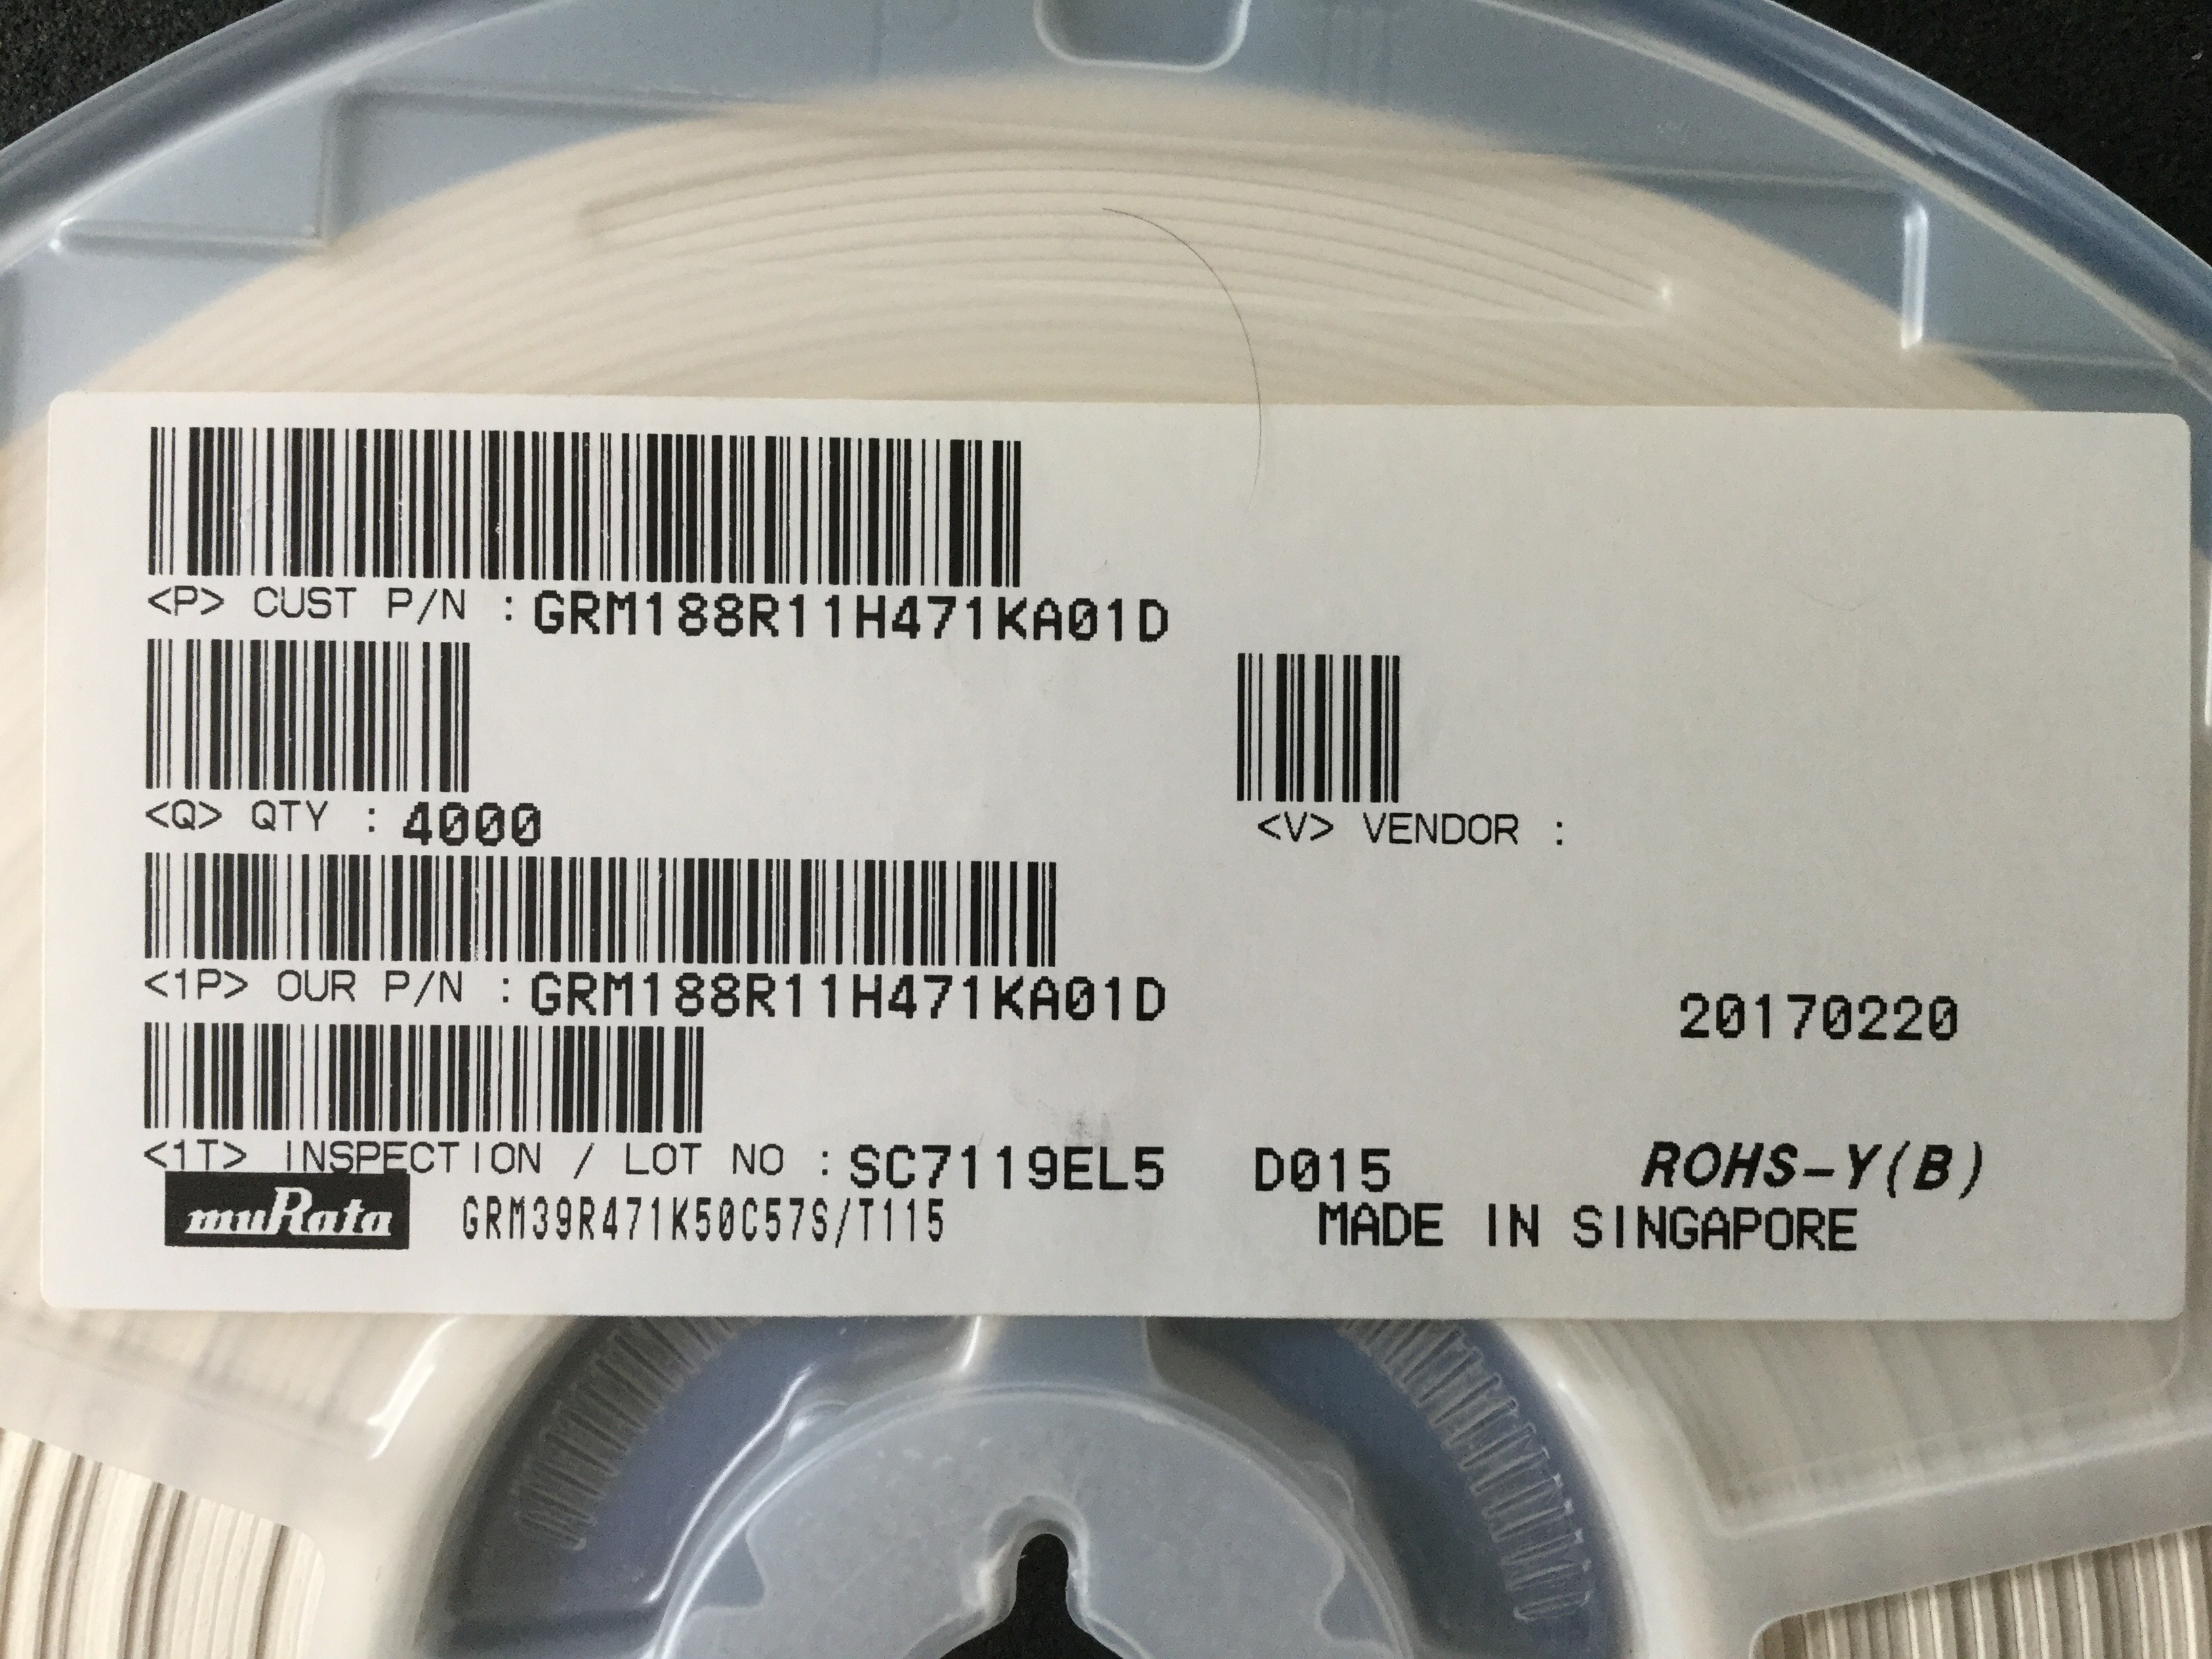 <P> CUST P/N :GRM188R11H471KA01D
<Q> QTY : 4000
<V> VENDOR :
<1P> OUR P/N :GRM188R11H471KA01D
20170220
<1T> INSPECTION / LOT NO :SC7119EL5 D015 ROHS-Y(B)
muRata GRM39R471K50C57S/T115 MADE IN SINGAPORE